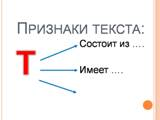 ПРИЗНАКИ ТЕКСТА:
Состоит из ....
Т
Имеет ....